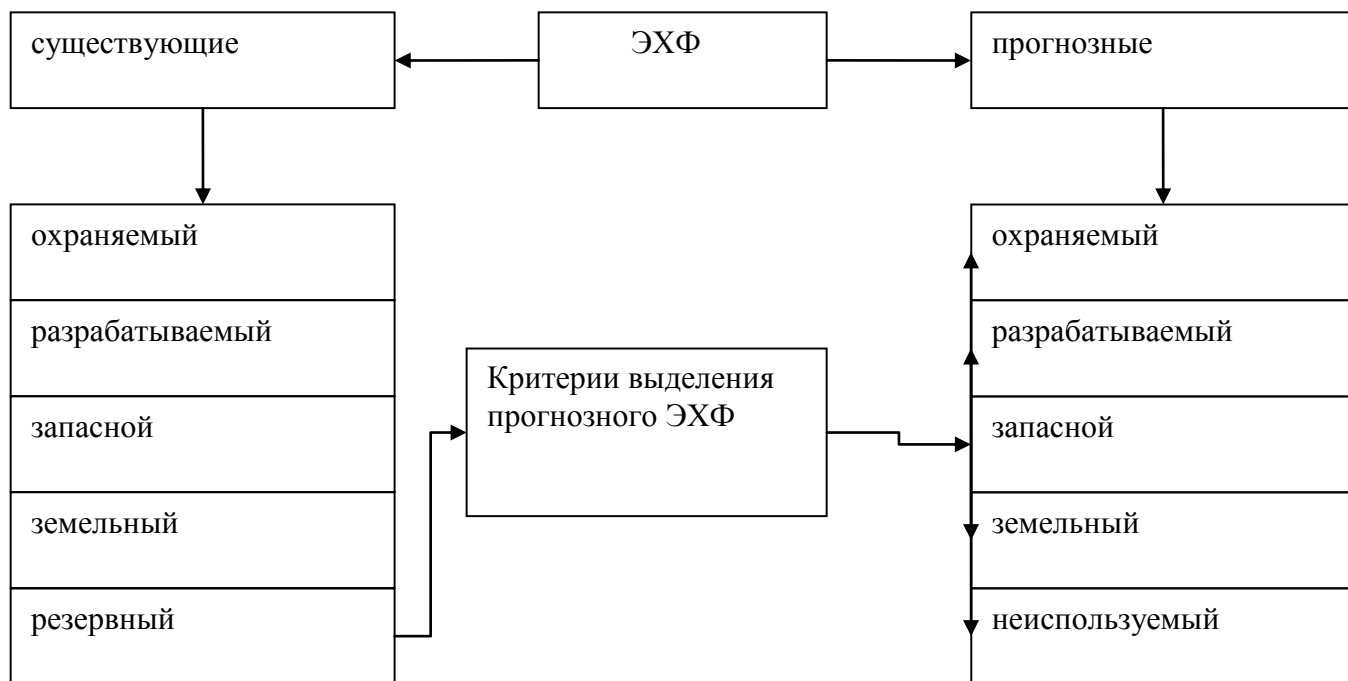 существующие
ЭХФ
прогнозные
охраняемый
разрабатываемый
запасной
земельный
резервный
Критерии выделения
прогнозного ЭХФ
охраняемый
разрабатываемый
запасной
земельный
неиспользуемый